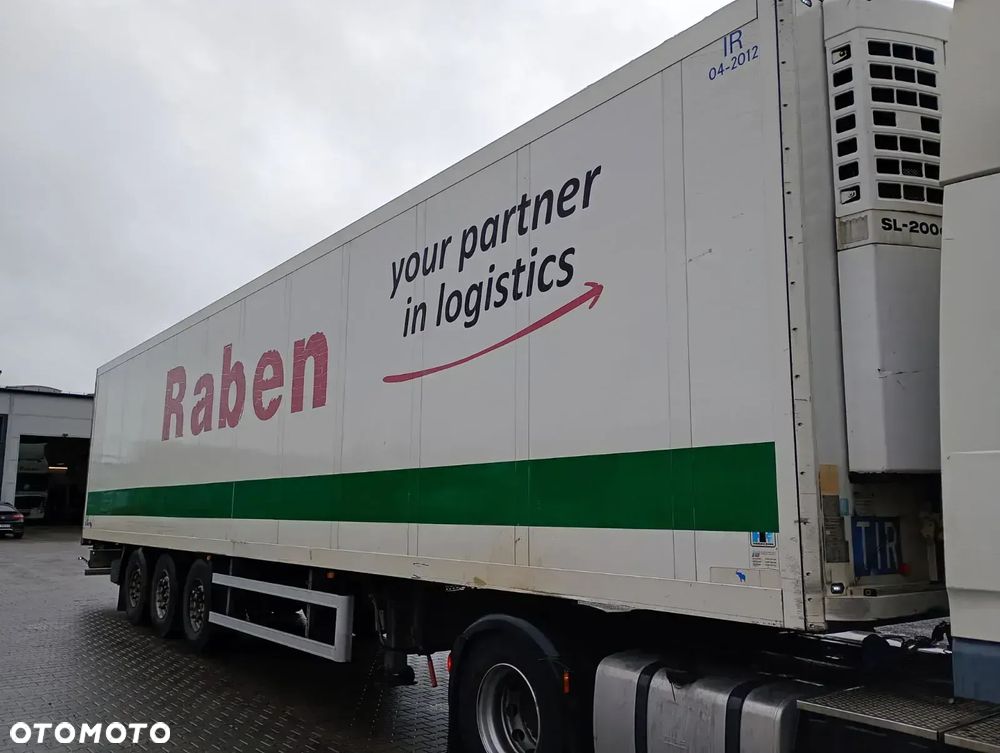 IR
04-2012
SL-200
your partner
in logistics
Raben
TIR
OTOMOTO